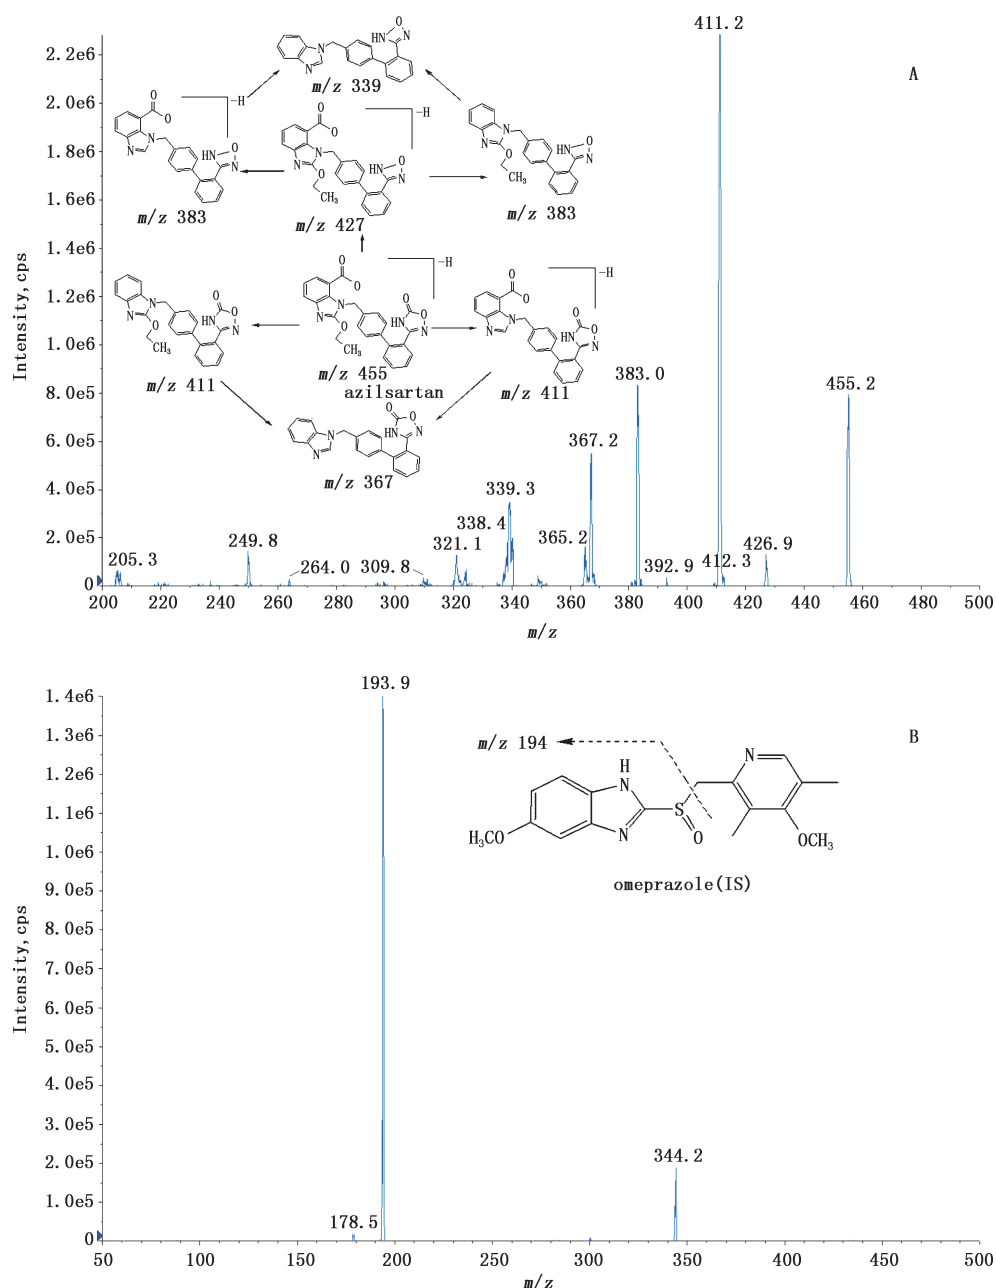 A
411.2
2.2e6
2.0e6
1.8e6
1.6e6
1.4e6
1.2e6
1.0e6
8.0e5
6.0e5
4.0e5
2.0e5
0
Intensity, cps
m/z 339
m/z 383
m/z 427
m/z 383
m/z 411
m/z 455
azilsartan
m/z 411
m/z 367
-H
-H
-H
-H
383.0
455.2
367.2
339.3
338.4
365.2
321.1
249.8
205.3
264.0
309.8
392.9
412.3
426.9
200 220 240 260 280 300 320 340 360 380 400 420 440 460 480 500
m/z
193.9
B
1.4e6
1.3e6
1.2e6
1.1e6
1.0e6
9.0e5
8.0e5
7.0e5
6.0e5
5.0e5
4.0e5
3.0e5
2.0e5
1.0e5
0
Intensity, cps
m/z 194
H
N
N
S
O
N
H₃CO
OCH₃
omeprazole(IS)
344.2
178.5
50 100 150 200 250 300 350 400 450 500
m/z